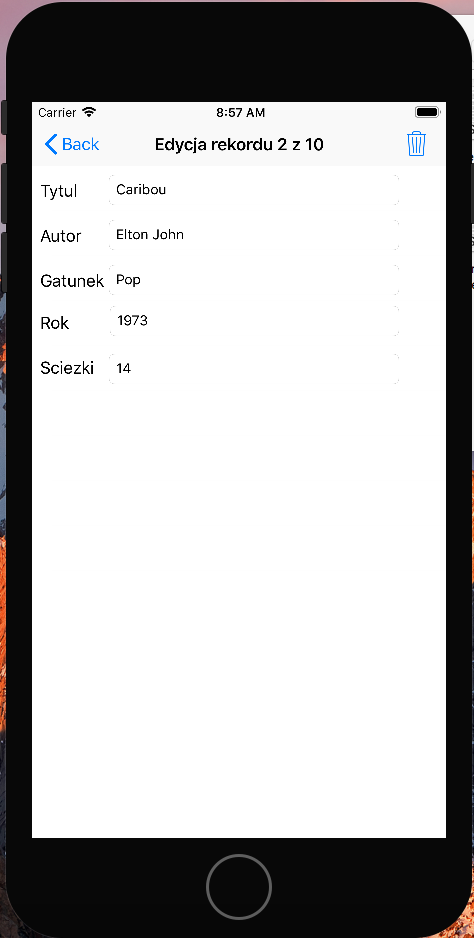 Carrier 8:57 AM
Back Edycja rekordu 2 z 10
Tytul Caribou
Autor Elton John
Gatunek Pop
Rok 1973
Sciezki 14